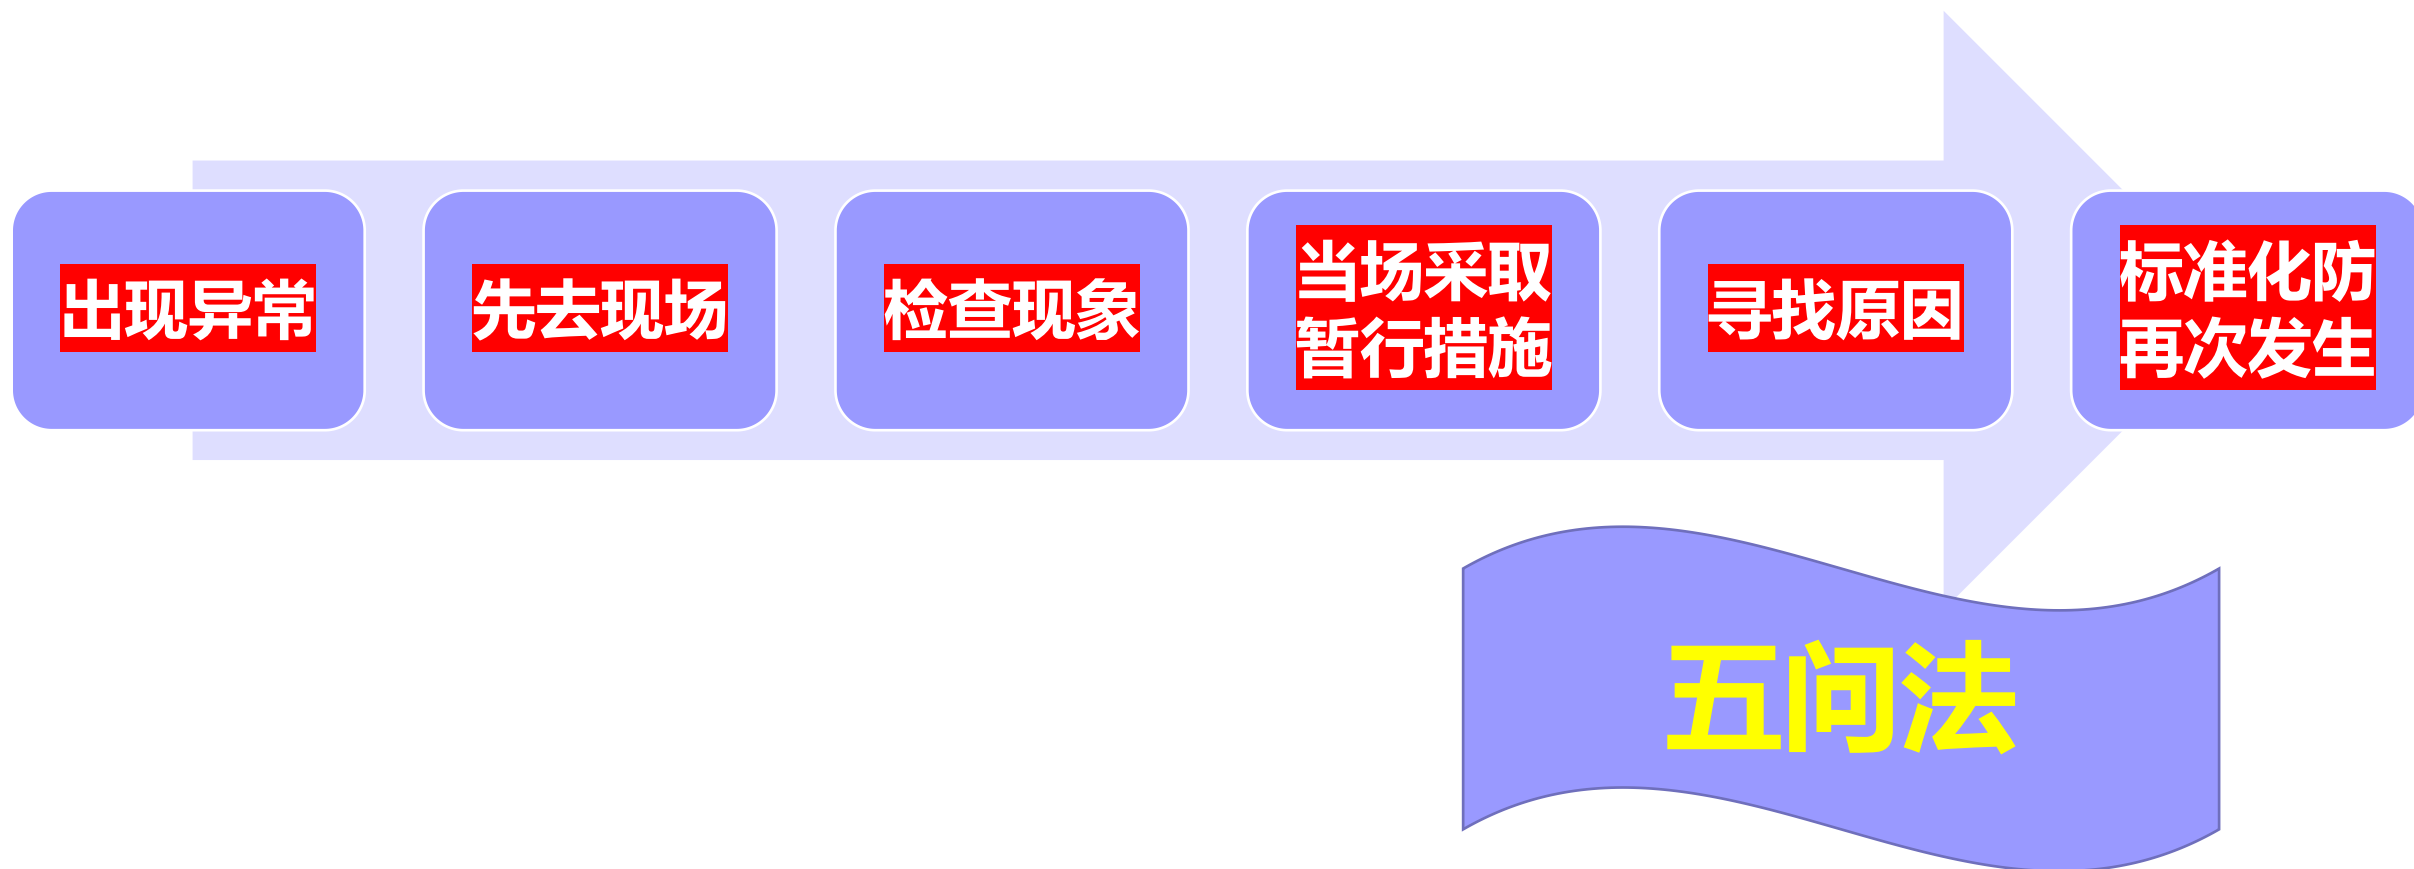 出现异常
先去现场
检查现象
当场采取
暂行措施
寻找原因
标准化防
再次发生
五问法